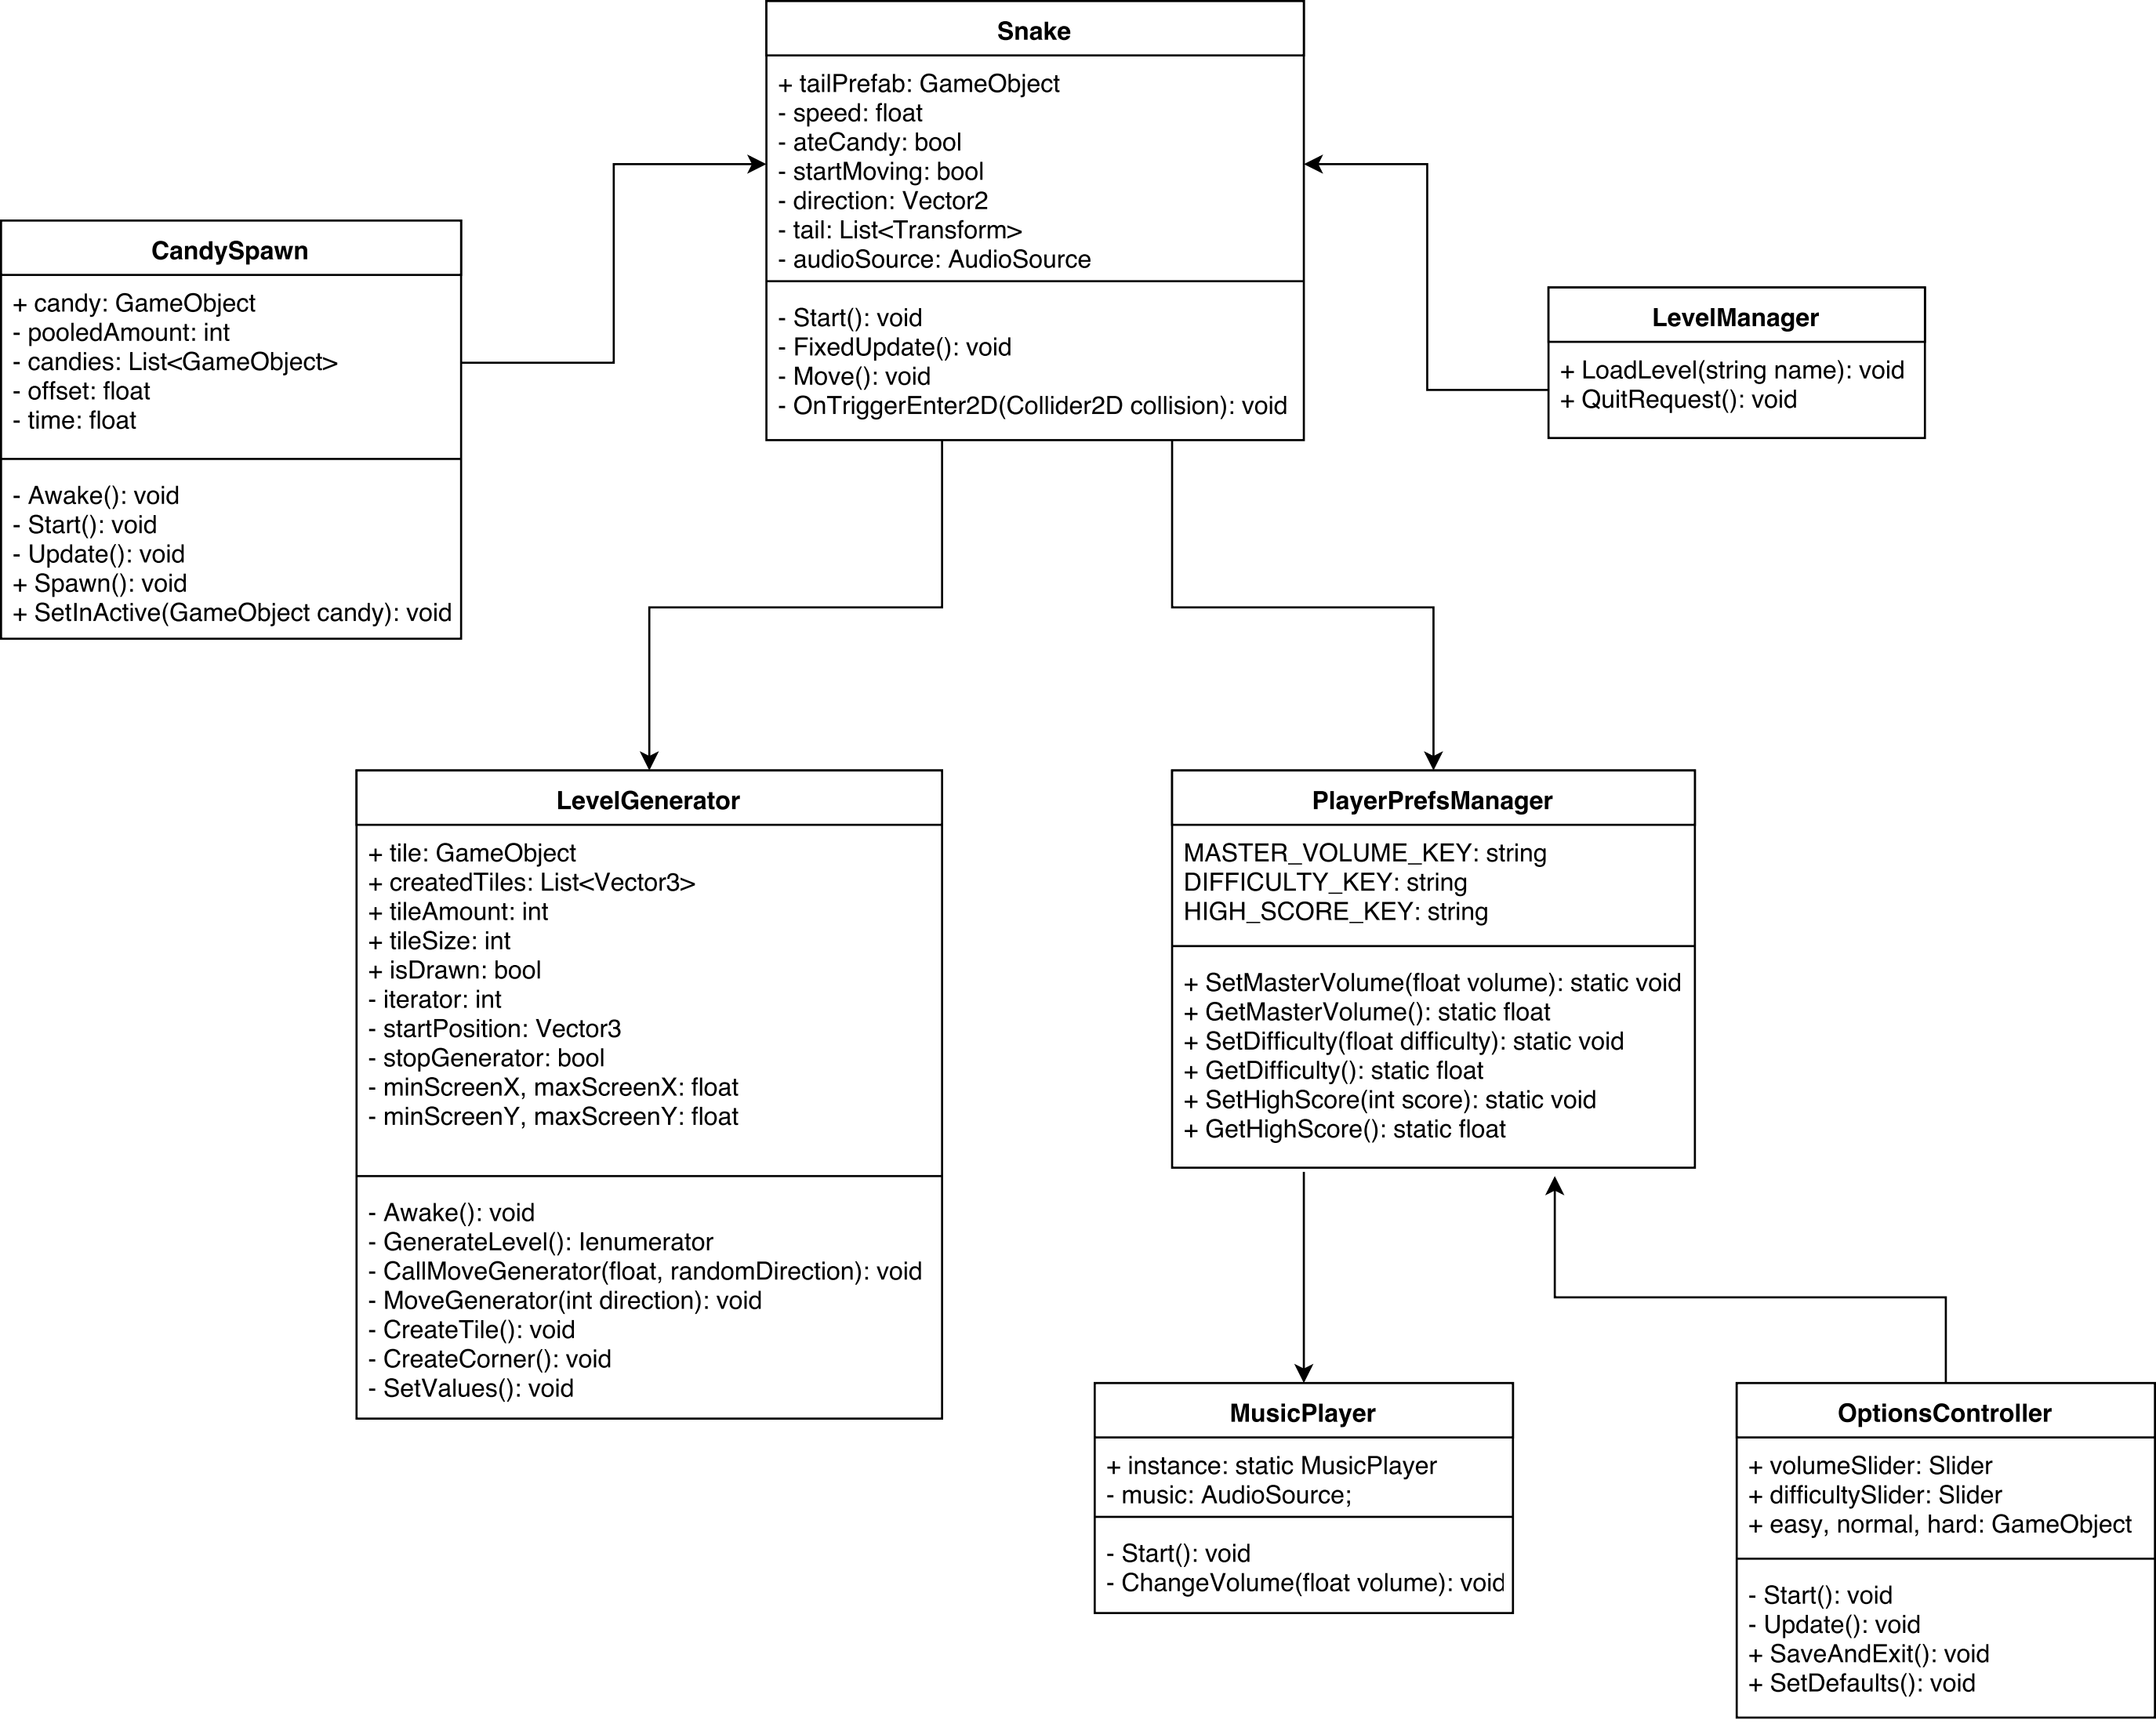 Snake
+ tailPrefab: GameObject
- speed: float
- ateCandy: bool
- startMoving: bool
- direction: Vector2
- tail: List<Transform>
- audioSource: AudioSource
- Start(): void
- FixedUpdate(): void
- Move(): void
- OnTriggerEnter2D(Collider2D collision): void
CandySpawn
+ candy: GameObject
- pooledAmount: int
- candies: List<GameObject>
- offset: float
- time: float
- Awake(): void
- Start(): void
- Update(): void
+ Spawn(): void
+ SetInActive(GameObject candy): void
LevelManager
+ LoadLevel(string name): void
+ QuitRequest(): void
LevelGenerator
+ tile: GameObject
+ createdTiles: List<Vector3>
+ tileAmount: int
+ tileSize: int
+ isDrawn: bool
- iterator: int
- startPosition: Vector3
- stopGenerator: bool
- minScreenX, maxScreenX: float
- minScreenY, maxScreenY: float
- Awake(): void
- GenerateLevel(): Ienumerator
- CallMoveGenerator(float, randomDirection): void
- MoveGenerator(int direction): void
- CreateTile(): void
- CreateCorner(): void
- SetValues(): void
PlayerPrefsManager
MASTER_VOLUME_KEY: string
DIFFICULTY_KEY: string
HIGH_SCORE_KEY: string
+ SetMasterVolume(float volume): static void
+ GetMasterVolume(): static float
+ SetDifficulty(float difficulty): static void
+ GetDifficulty(): static float
+ SetHighScore(int score): static void
+ GetHighScore(): static float
MusicPlayer
+ instance: static MusicPlayer
- music: AudioSource;
- Start(): void
- ChangeVolume(float volume): void
OptionsController
+ volumeSlider: Slider
+ difficultySlider: Slider
+ easy, normal, hard: GameObject
- Start(): void
- Update(): void
+ SaveAndExit(): void
+ SetDefaults(): void